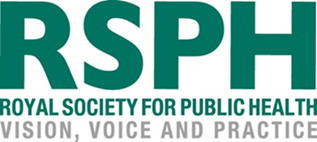 RSPH
ROYAL SOCIETY FOR PUBLIC HEALTH
VISION, VOICE AND PRACTICE